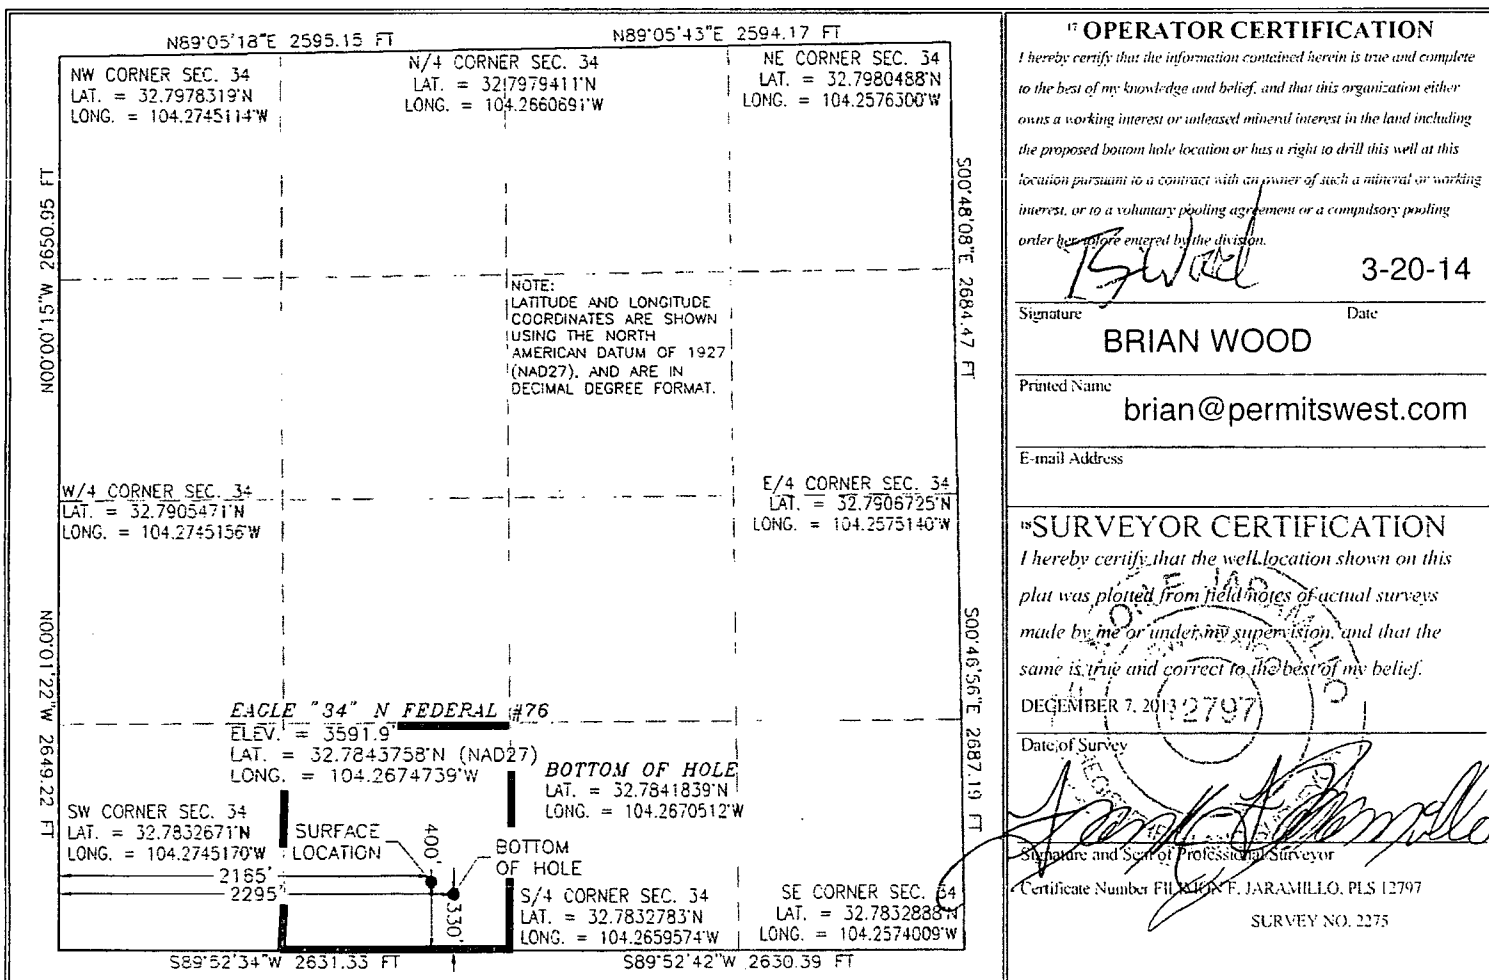 N89°05'18"E 2595.15 FT
N89°05'43"E 2594.17 FT
NW CORNER SEC. 34
LAT. = 32.7978319°N
LONG. = 104.2745114°W
N/4 CORNER SEC. 34
LAT. = 32.7979411°N
LONG. = 104.2660691°W
NE CORNER SEC. 34
LAT. = 32.7980488°N
LONG. = 104.2576300°W
N00°00'15"W 2650.95 FT
S00°48'08"E 2684.47 FT
NOTE:
LATITUDE AND LONGITUDE
COORDINATES ARE SHOWN
USING THE NORTH
AMERICAN DATUM OF 1927
(NAD27), AND ARE IN
DECIMAL DEGREE FORMAT.
W/4 CORNER SEC. 34
LAT. = 32.7905471°N
LONG. = 104.2745156°W
E/4 CORNER SEC. 34
LAT. = 32.7906725°N
LONG. = 104.2575140°W
N00°01'22"W 2649.22 FT
S00°46'56"E 2687.19 FT
EAGLE "34" N FEDERAL #76
ELEV. = 3591.9'
LAT. = 32.7843758°N (NAD27)
LONG. = 104.2674739°W
BOTTOM OF HOLE
LAT. = 32.7841839°N
LONG. = 104.2670512°W
SW CORNER SEC. 34
LAT. = 32.7832671°N
LONG. = 104.2745170°W
SURFACE
LOCATION
400'
BOTTOM
OF HOLE
2165'
2295'
330'
S/4 CORNER SEC. 34
LAT. = 32.7832783°N
LONG. = 104.2659574°W
SE CORNER SEC. 34
LAT. = 32.7832888°N
LONG. = 104.2574009°W
S89°52'34"W 2631.33 FT
S89°52'42"W 2630.39 FT
17 OPERATOR CERTIFICATION
I hereby certify that the information contained herein is true and complete
to the best of my knowledge and belief, and that this organization either
owns a working interest or unleased mineral interest in the land including
the proposed bottom hole location or has a right to drill this well at this
location pursuant to a contract with an owner of such a mineral or working
interest, or to a voluntary pooling agreement or a compulsory pooling
order heretofore entered by the division.
B Wood
3-20-14
Signature Date
BRIAN WOOD
Printed Name
brian@permitswest.com
E-mail Address
18 SURVEYOR CERTIFICATION
I hereby certify that the well location shown on this
plat was plotted from field notes of actual surveys
made by me or under my supervision, and that the
same is true and correct to the best of my belief.
DECEMBER 7, 2013
12797
Date of Survey
Signature and Seal of Professional Surveyor
Certificate Number FILIMON F. JARAMILLO, PLS 12797
SURVEY NO. 2275